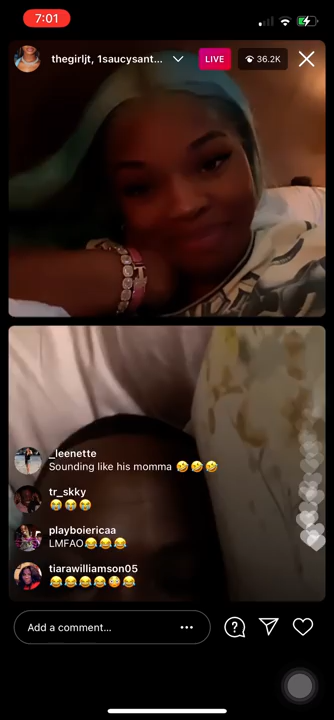 7:01
thegirljt, 1saucysant...
LIVE
36.2K
_leenette
Sounding like his momma 🤣🤣🤣
tr_skky
😭😭😭
playboiericaa
LMFAO😂😂😂
tiarawilliamson05
😂😂😂😂😳😂
Add a comment...